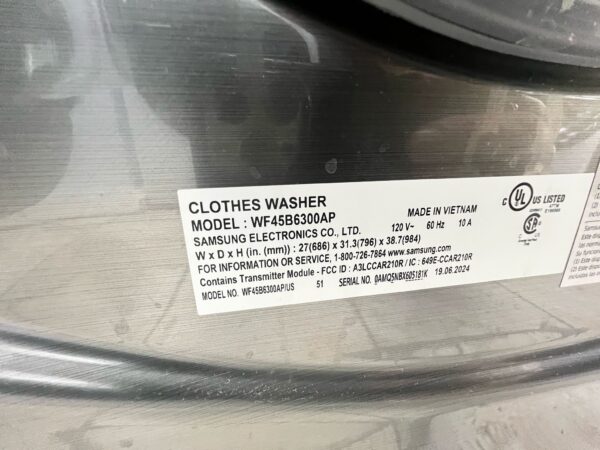 CLOTHES WASHER
MODEL : WF45B6300AP
MADE IN VIETNAM
SAMSUNG ELECTRONICS CO., LTD.
120 V~ 60 Hz 10 A
W x D x H (in. (mm)) : 27(686) x 31.3(796) x 38.7(984)
FOR SERVICE INFORMATION, 1-800-726-7864 www.samsung.com
Contains Transmitter Module - FCC ID : A3LCCAR210R / IC : 649E-CCAR210R
MODEL NO. WF45B6300AP/US 51 SERIAL NO. 0AMQ5NBX605181K 19.06.2024
C UL US LISTED